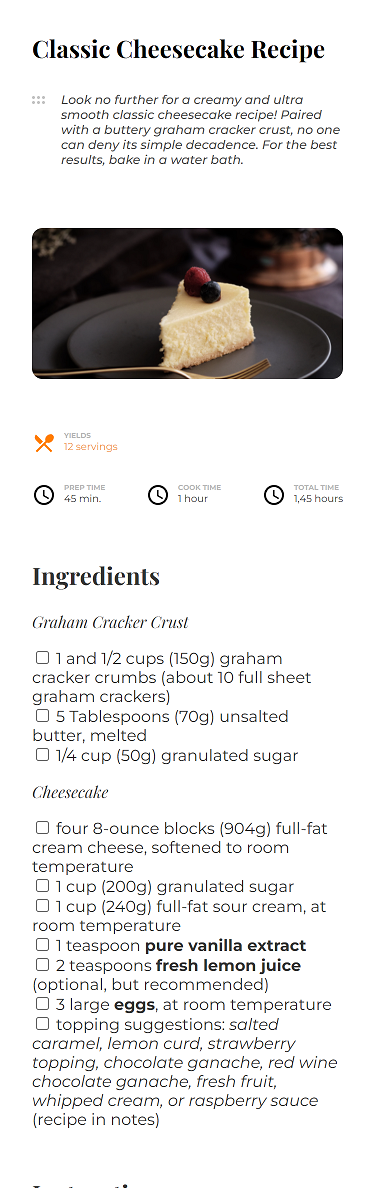 Classic Cheesecake Recipe
Look no further for a creamy and ultra
smooth classic cheesecake recipe! Paired
with a buttery graham cracker crust, no one
can deny its simple decadence. For the best
results, bake in a water bath.
YIELDS
12 servings
PREP TIME
45 min.
COOK TIME
1 hour
TOTAL TIME
1,45 hours
Ingredients
Graham Cracker Crust
1 and 1/2 cups (150g) graham
cracker crumbs (about 10 full sheet
graham crackers)
5 Tablespoons (70g) unsalted
butter, melted
1/4 cup (50g) granulated sugar
Cheesecake
four 8-ounce blocks (904g) full-fat
cream cheese, softened to room
temperature
1 cup (200g) granulated sugar
1 cup (240g) full-fat sour cream, at
room temperature
1 teaspoon pure vanilla extract
2 teaspoons fresh lemon juice
(optional, but recommended)
3 large eggs, at room temperature
topping suggestions: salted
caramel, lemon curd, strawberry
topping, chocolate ganache, red wine
chocolate ganache, fresh fruit,
whipped cream, or raspberry sauce
(recipe in notes)